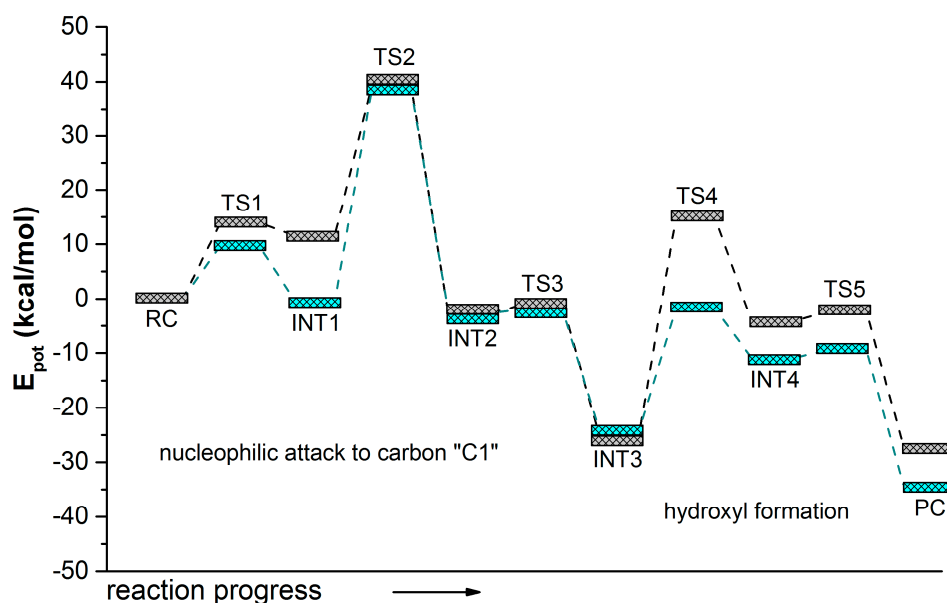 50
40
30
20
10
0
-10
-20
-30
-40
-50
E_pot (kcal/mol)
RC
TS1
INT1
TS2
INT2
TS3
INT3
TS4
INT4
TS5
PC
nucleophilic attack to carbon "C1"
hydroxyl formation
reaction progress